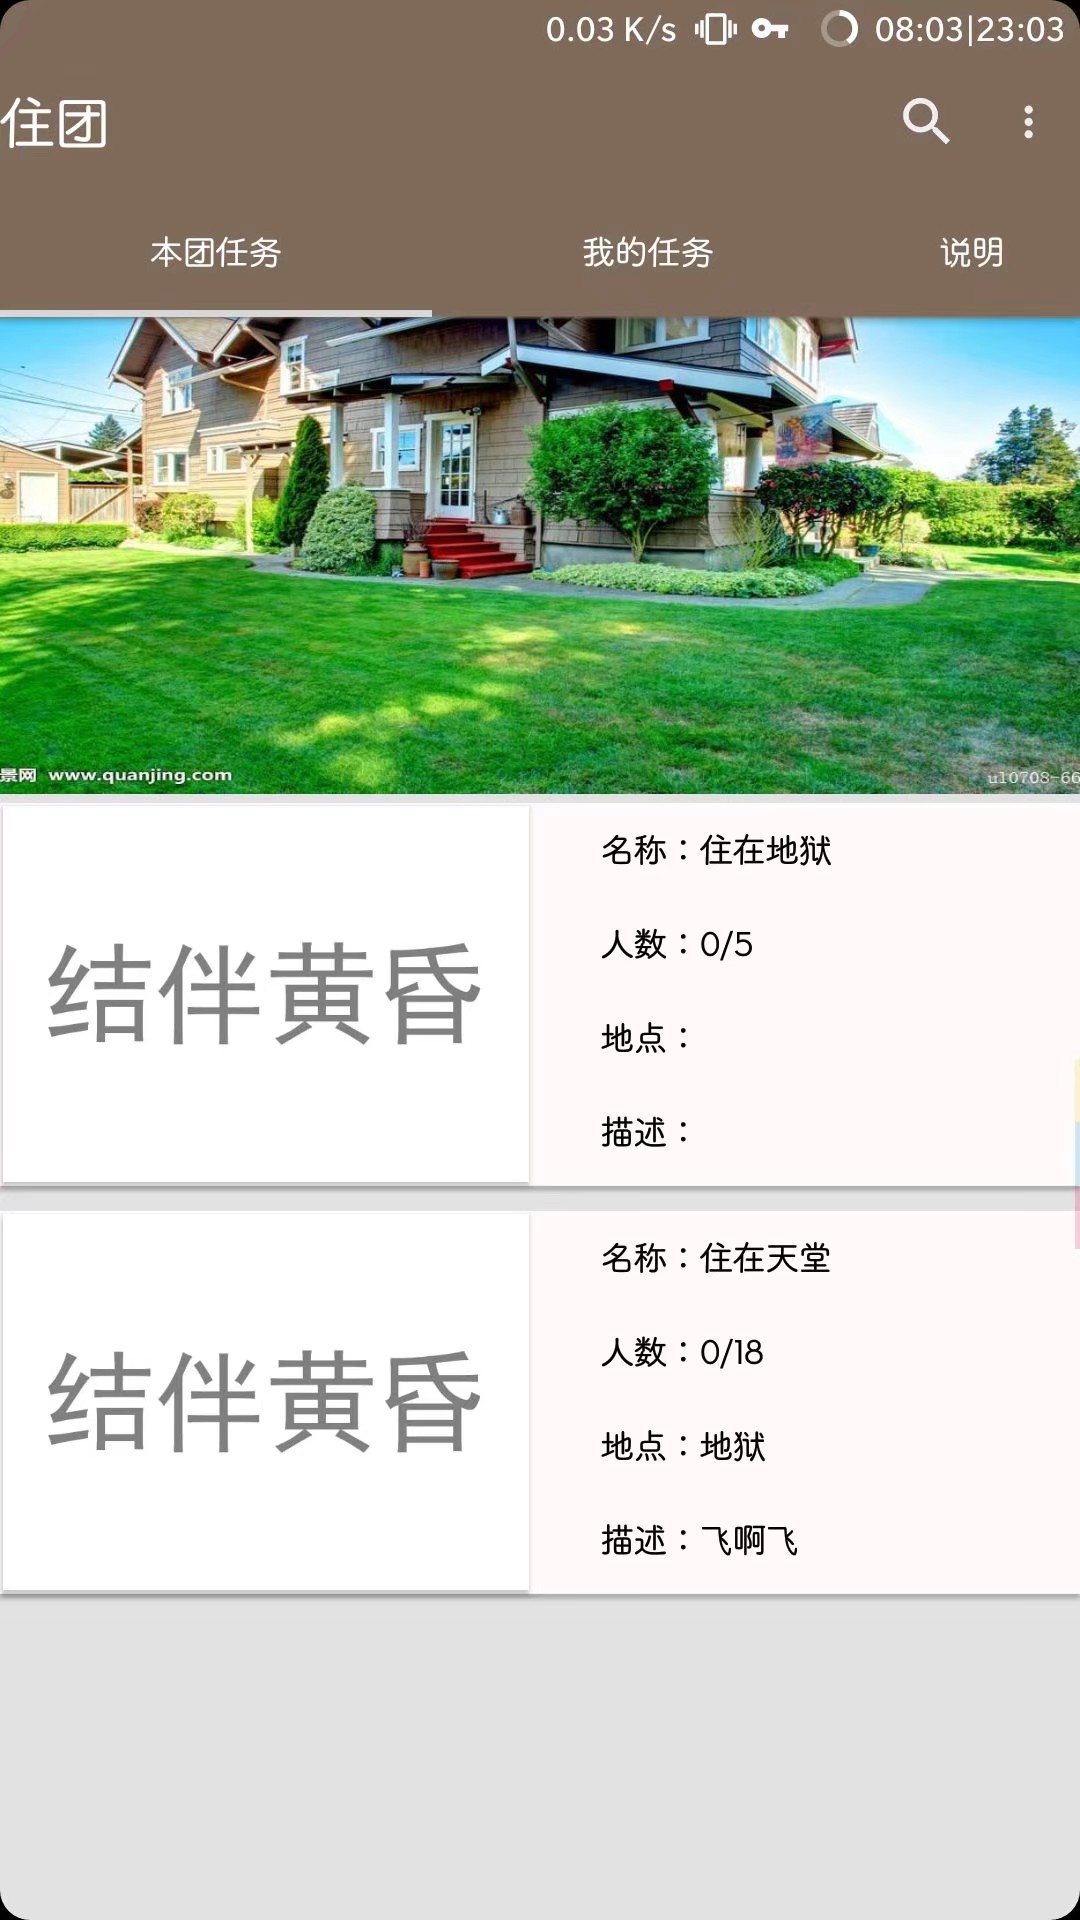 0.03 K/s 08:03|23:03
住团
本团任务 我的任务 说明
景网 www.quanjing.com u10708-66
结伴黄昏
名称：住在地狱
人数：0/5
地点：
描述：
结伴黄昏
名称：住在天堂
人数：0/18
地点：地狱
描述：飞啊飞